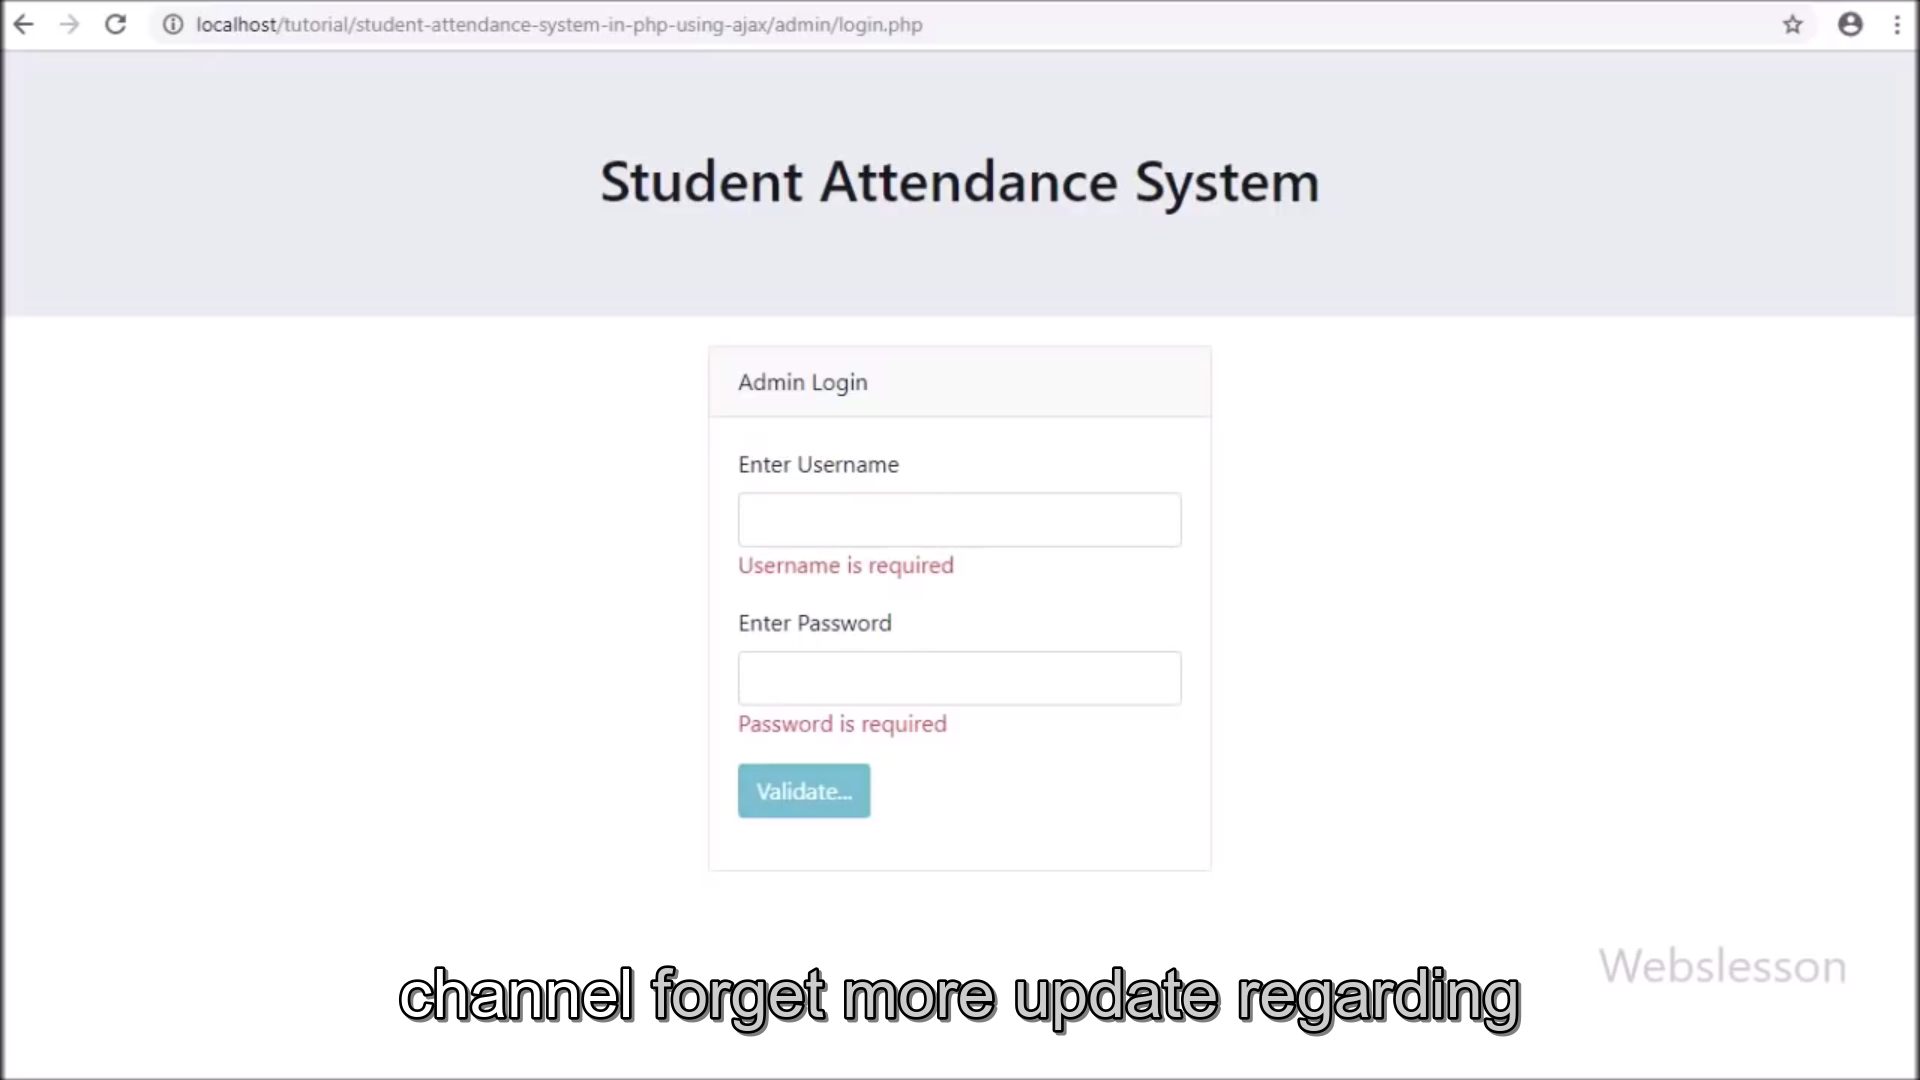 localhost/tutorial/student-attendance-system-in-php-using-ajax/admin/login.php
Student Attendance System
Admin Login
Enter Username
Username is required
Enter Password
Password is required
Validate...
Webslesson
channel forget more update regarding